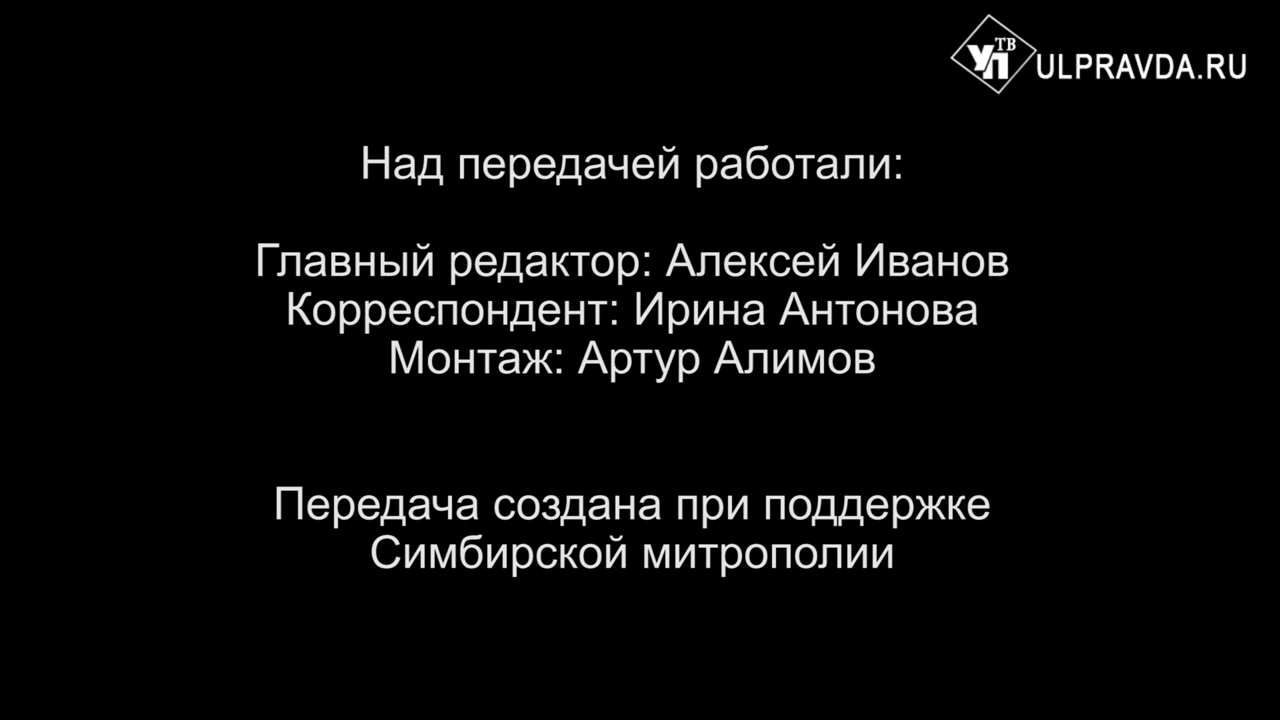 УП ТВ ULPRAVDA.RU
Над передачей работали:
Главный редактор: Алексей Иванов
Корреспондент: Ирина Антонова
Монтаж: Артур Алимов
Передача создана при поддержке
Симбирской митрополии